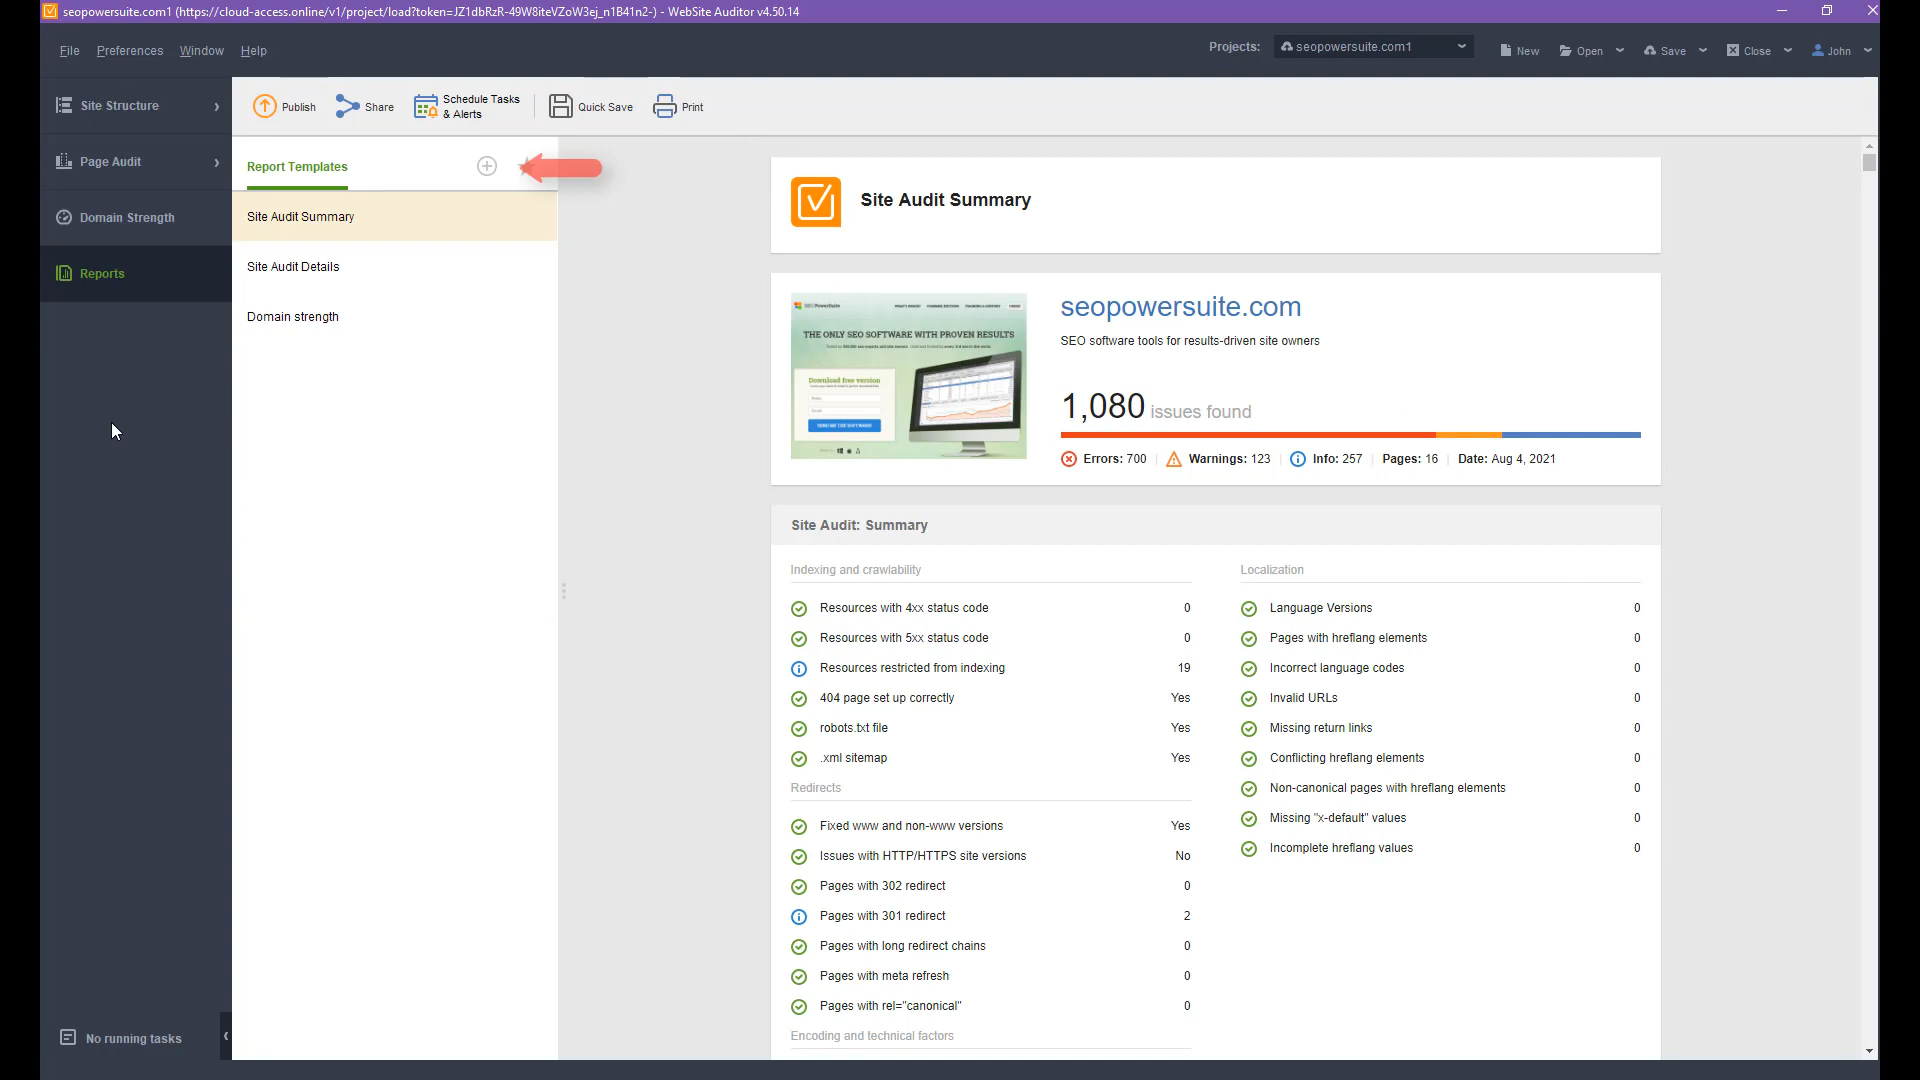 seopowersuite.com1 (https://cloud-access.online/v1/project/load?token=JZ1dbRzR-49W8iteVZoW3ej_n1B41n2-) - WebSite Auditor v4.50.14
File Preferences Window Help
Projects: seopowersuite.com1 New Open Save Close John
Site Structure
Page Audit
Domain Strength
Reports
No running tasks
Publish Share Schedule Tasks & Alerts Quick Save Print
Report Templates
Site Audit Summary
Site Audit Details
Domain strength
Site Audit Summary
SEO PowerSuite
THE ONLY SEO SOFTWARE WITH PROVEN RESULTS
Download free version
SEND ME THE SOFTWARE!
seopowersuite.com
SEO software tools for results-driven site owners
1,080 issues found
Errors: 700 Warnings: 123 Info: 257 Pages: 16 Date: Aug 4, 2021
Site Audit: Summary
Indexing and crawlability
Resources with 4xx status code 0
Resources with 5xx status code 0
Resources restricted from indexing 19
404 page set up correctly Yes
robots.txt file Yes
.xml sitemap Yes
Redirects
Fixed www and non-www versions Yes
Issues with HTTP/HTTPS site versions No
Pages with 302 redirect 0
Pages with 301 redirect 2
Pages with long redirect chains 0
Pages with meta refresh 0
Pages with rel="canonical" 0
Encoding and technical factors
Localization
Language Versions 0
Pages with hreflang elements 0
Incorrect language codes 0
Invalid URLs 0
Missing return links 0
Conflicting hreflang elements 0
Non-canonical pages with hreflang elements 0
Missing "x-default" values 0
Incomplete hreflang values 0